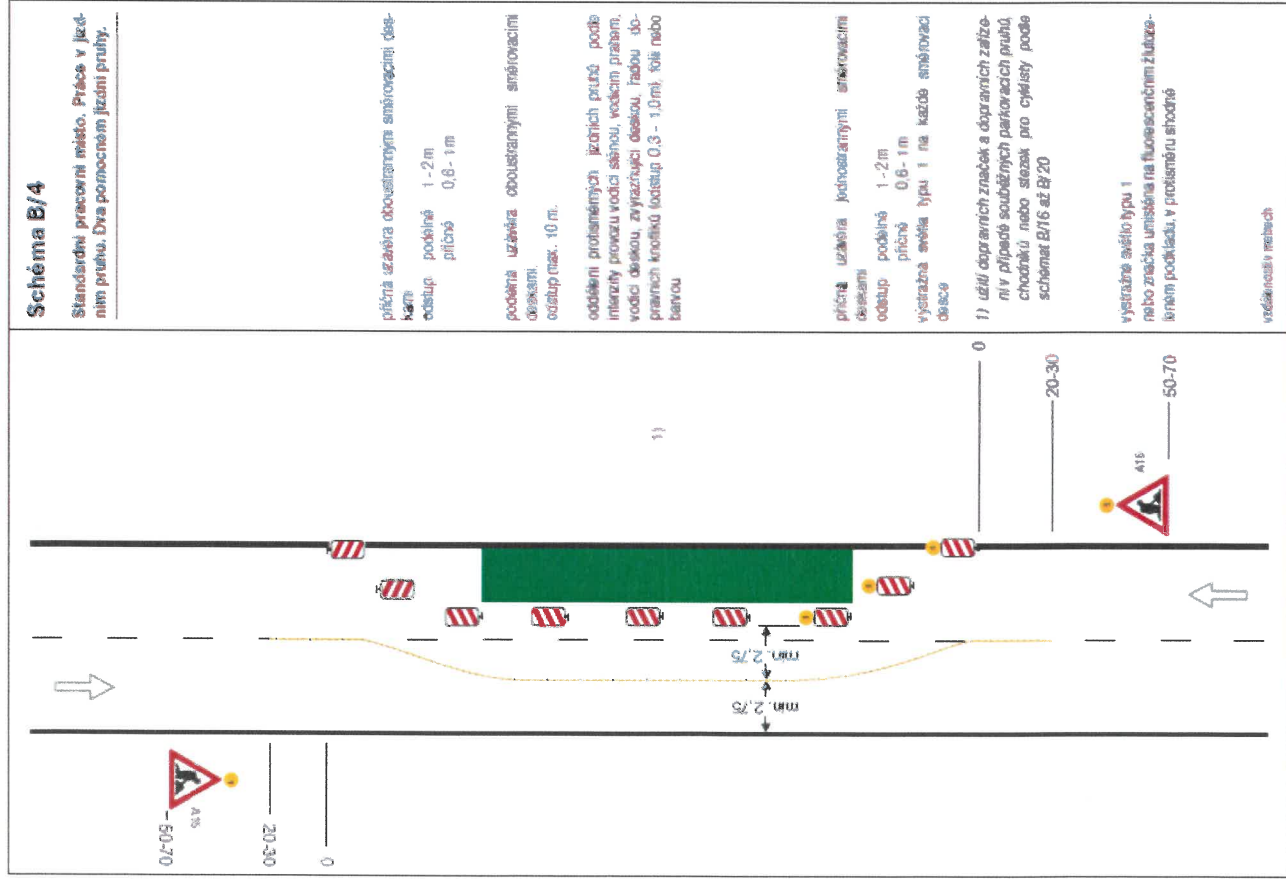 Schéma B/4
Standardní pracovní místo. Práce v jízd-
ním pruhu. Dva pomocném jízdní pruhy.
příčná uzávěra oboustrannými směrovacími des-
kami
odstup podélně 1 - 2 m
příčně 0,6 - 1 m
podélná uzávěra oboustrannými směrovacími
deskami.
odstup max. 10 m.
oddělení protisměrných jízdních pruhů podle
intenzity provozu vodicí stěnou, vodicím prahem,
vodicí deskou, zvýrazňující deskou, řadou do-
pravních knoflíků (odstup 0,3 - 1,0 m), folií nebo
barvou
příčná uzávěra jednostrannými směrovacími
deskami
odstup podélně 1 - 2 m
příčně 0,6 - 1 m
výstražná světla typu 1 na každé směrovací
desce
1) užití dopravních značek a dopravních zaříze-
ní v případě souběžných parkovacích pruhů,
chodníků nebo stezek pro cyklisty podle
schémat B/16 až B/20
výstražné světlo typu 1
nebo značka umístěna na fluorescenčním žlutoze-
leném podkladu, v protisměru shodně
vzdálenosti v metrech
50-70
A15
20-30
0
min. 2,75
min. 2,75
1)
0
20-30
A15
50-70